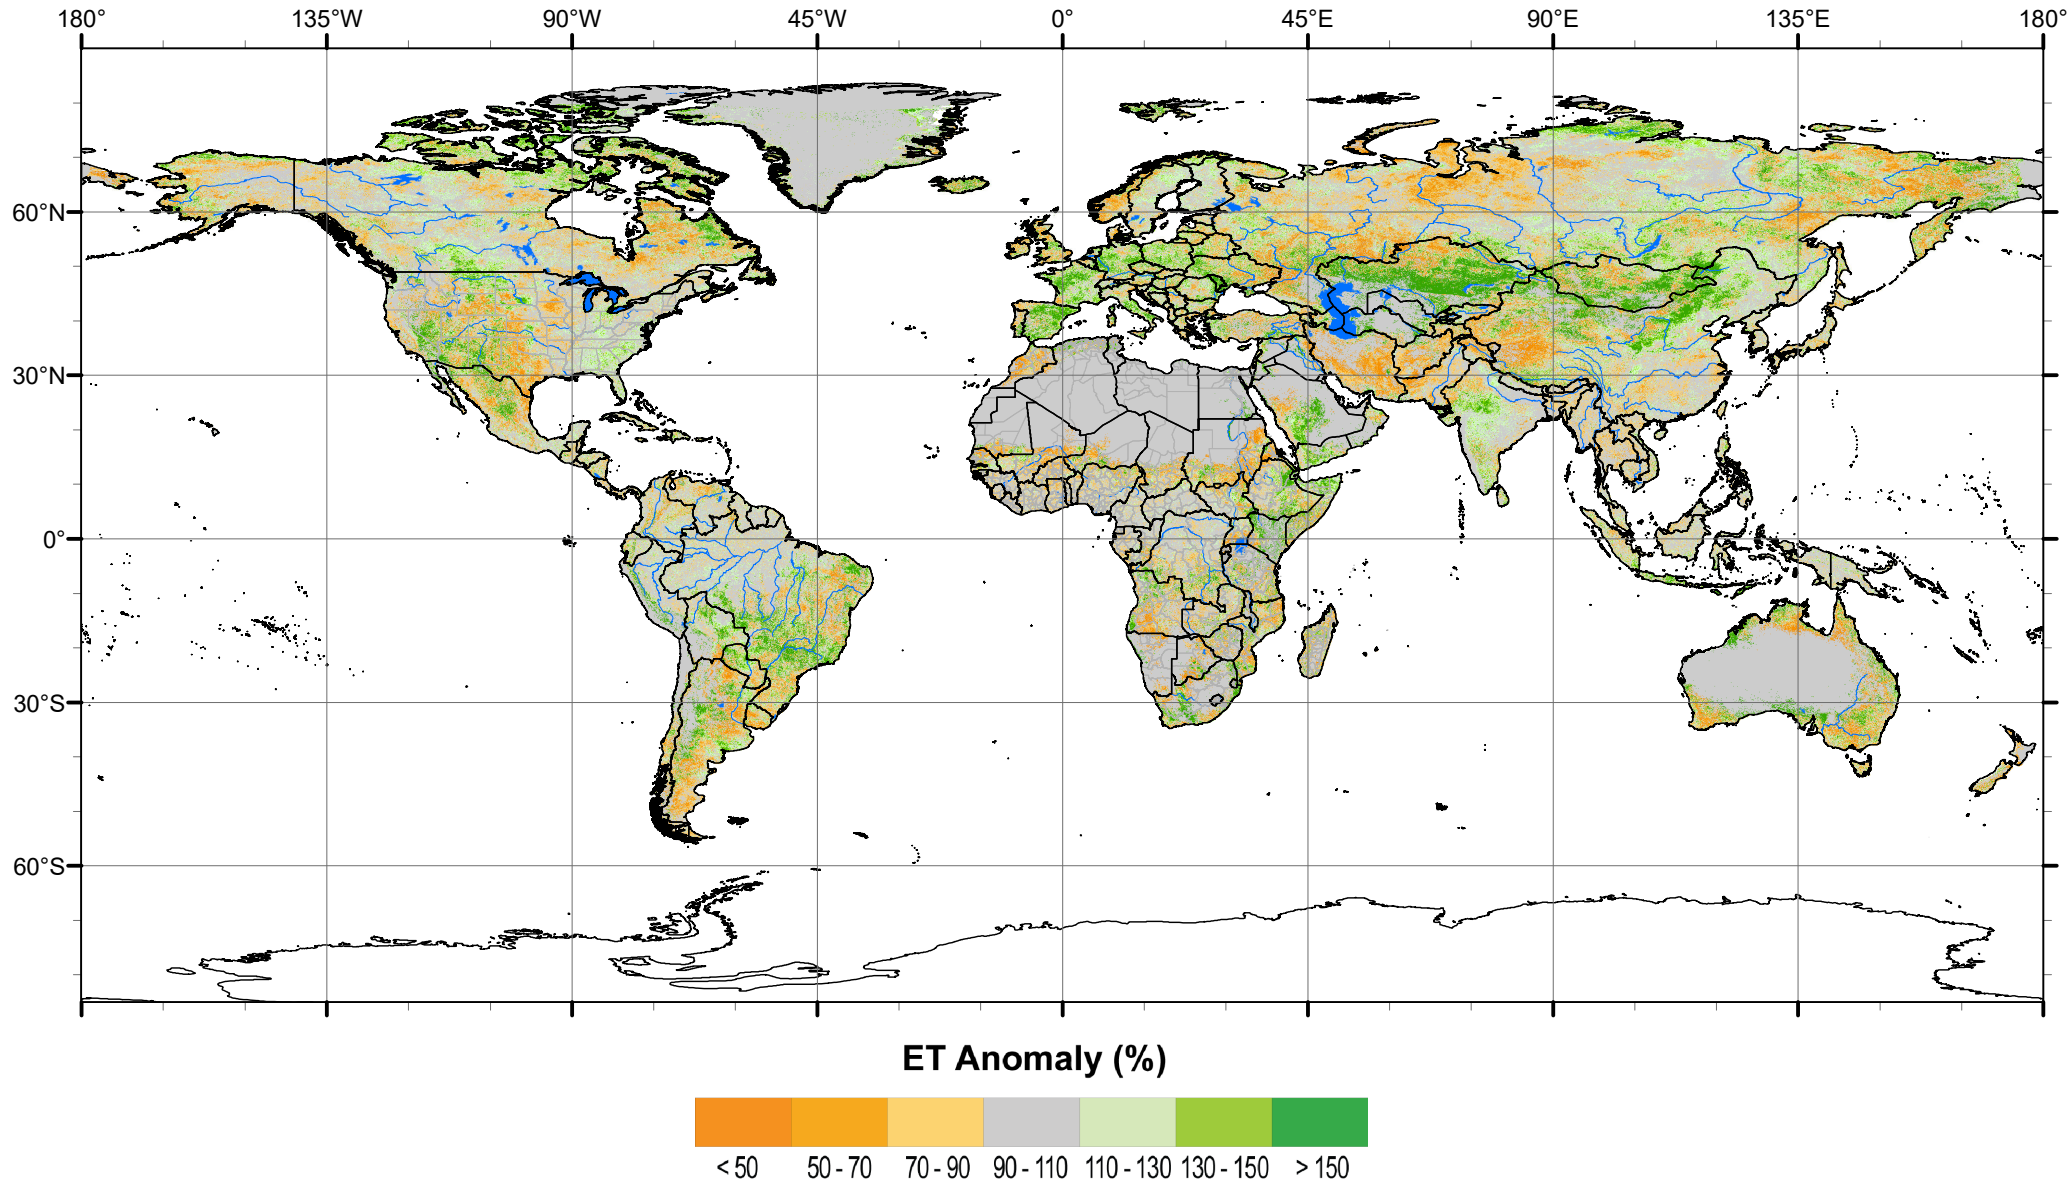 180° 135°W 90°W 45°W 0° 45°E 90°E 135°E 180°
60°N
30°N
0°
30°S
60°S
ET Anomaly (%)
< 50 50 - 70 70 - 90 90 - 110 110 - 130 130 - 150 > 150